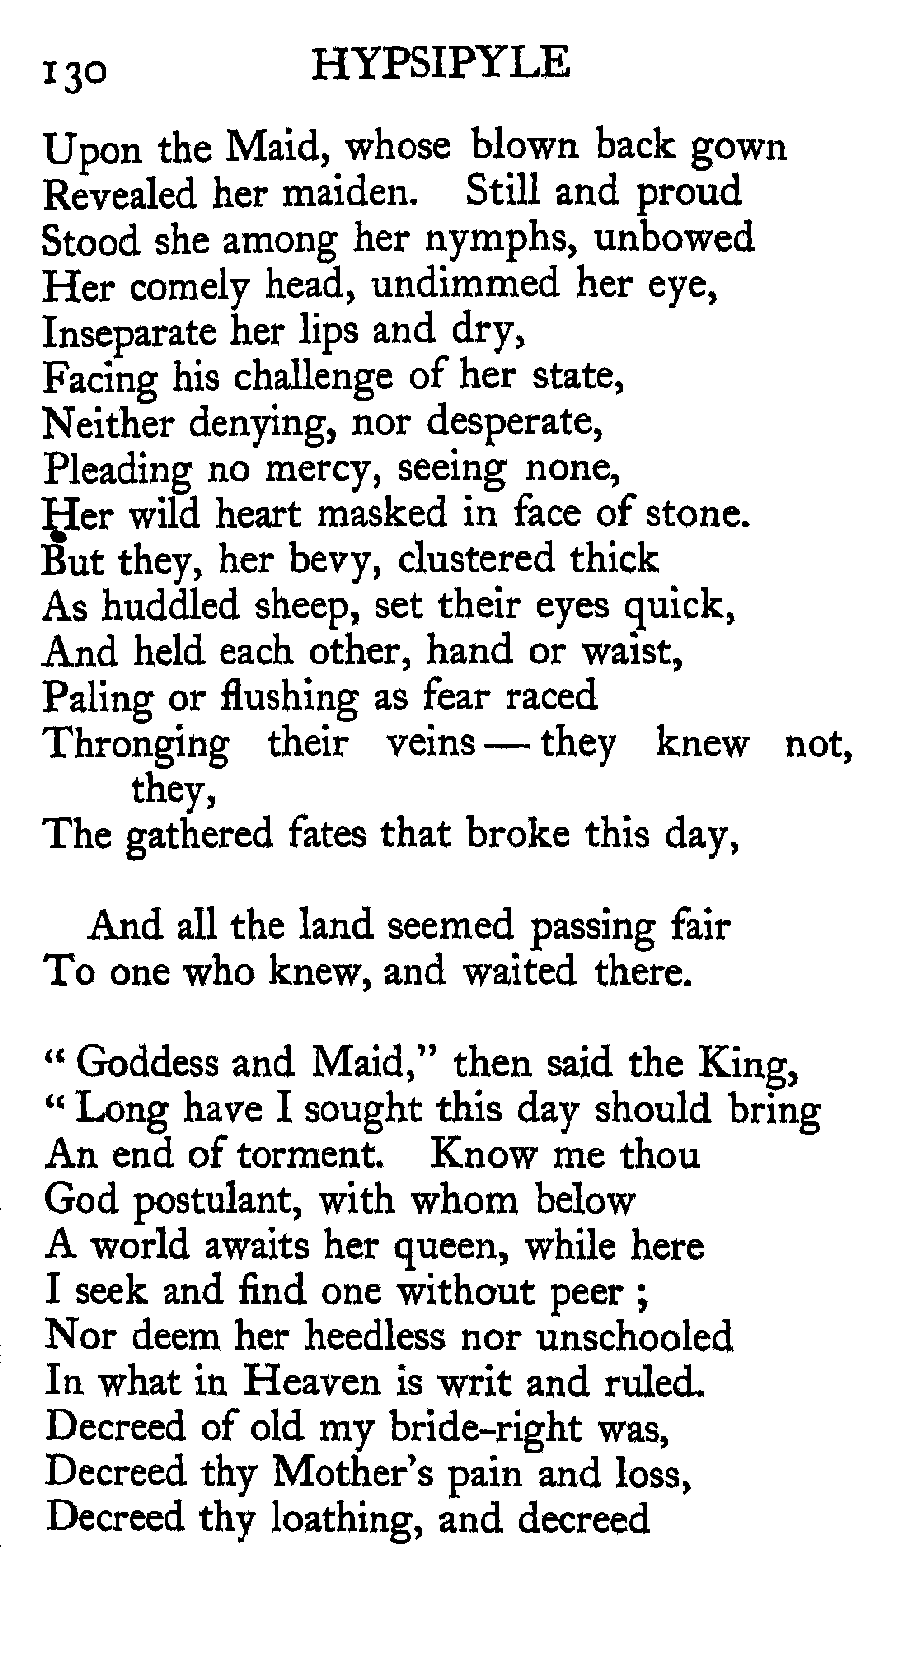 130 HYPSIPYLE
Upon the Maid, whose blown back gown
Revealed her maiden. Still and proud
Stood she among her nymphs, unbowed
Her comely head, undimmed her eye,
Inseparate her lips and dry,
Facing his challenge of her state,
Neither denying, nor desperate,
Pleading no mercy, seeing none,
Her wild heart masked in face of stone.
But they, her bevy, clustered thick
As huddled sheep, set their eyes quick,
And held each other, hand or waist,
Paling or flushing as fear raced
Thronging their veins — they knew not,
they,
The gathered fates that broke this day,
And all the land seemed passing fair
To one who knew, and waited there.
“ Goddess and Maid,” then said the King,
“ Long have I sought this day should bring
An end of torment. Know me thou
God postulant, with whom below
A world awaits her queen, while here
I seek and find one without peer ;
Nor deem her heedless nor unschooled
In what in Heaven is writ and ruled.
Decreed of old my bride-right was,
Decreed thy Mother’s pain and loss,
Decreed thy loathing, and decreed